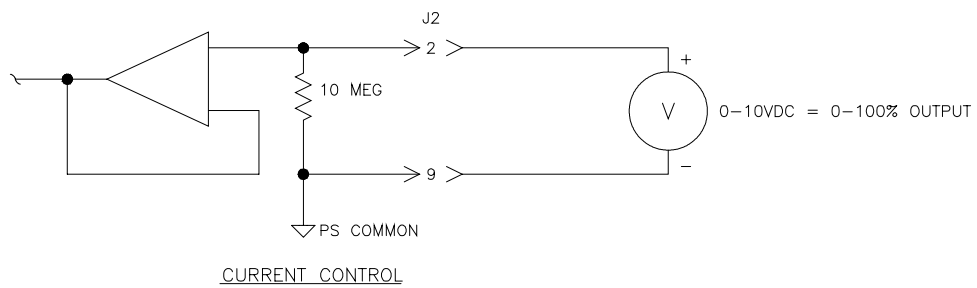 J2
2
+
10 MEG
V
0-10VDC = 0-100% OUTPUT
9
-
PS COMMON
CURRENT CONTROL